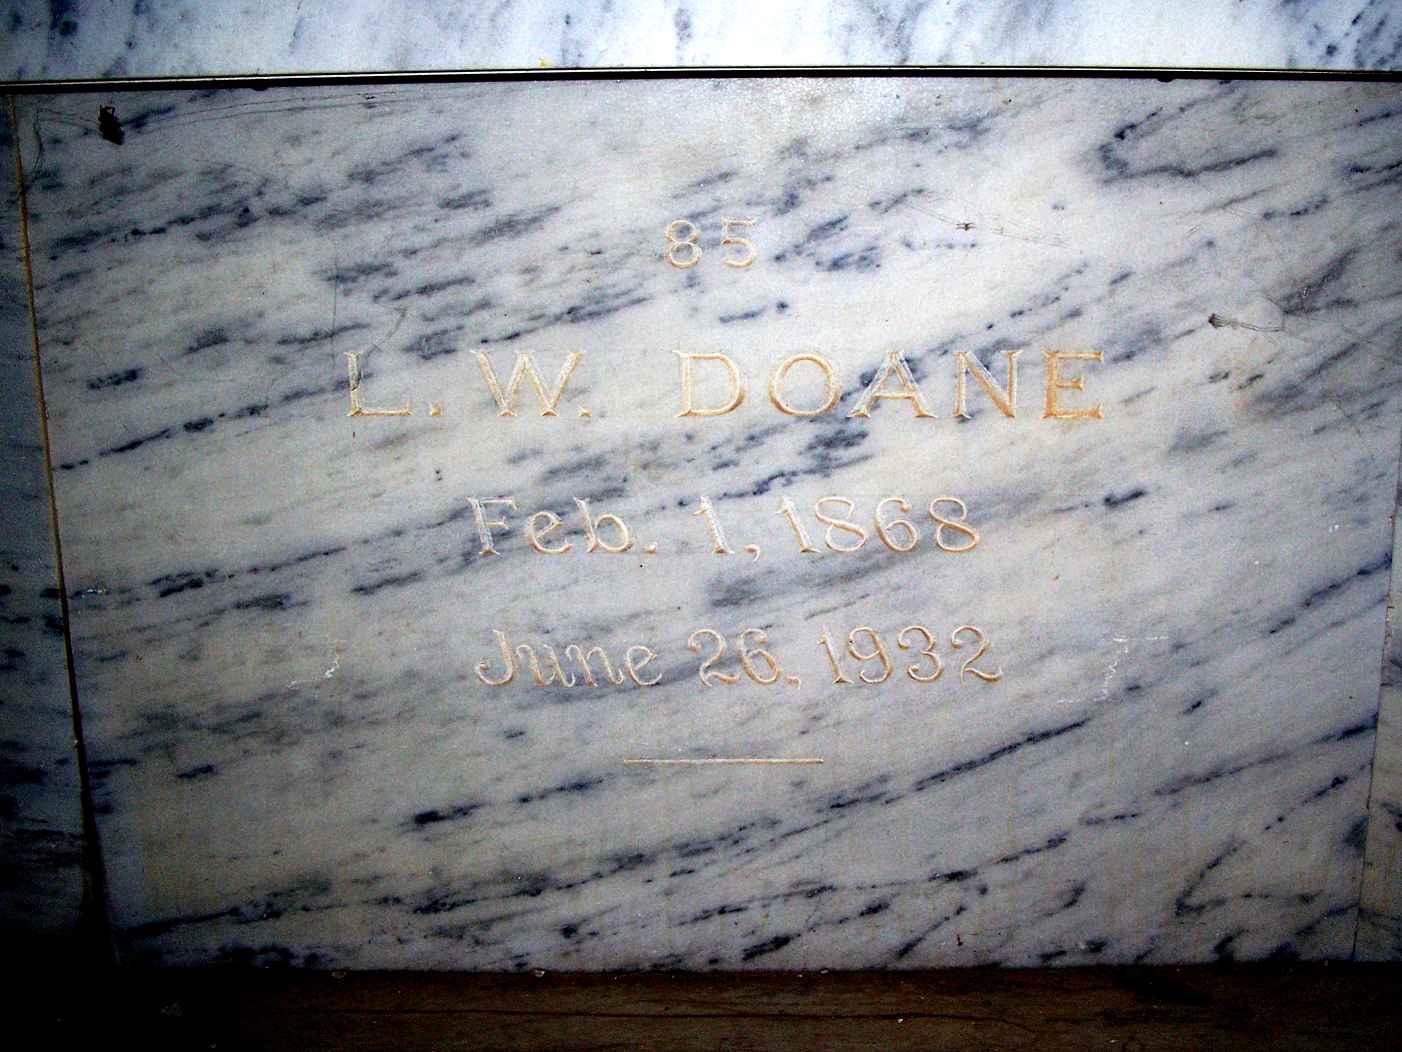 85
L. W. DOANE
Feb. 1, 1868
June 26, 1932